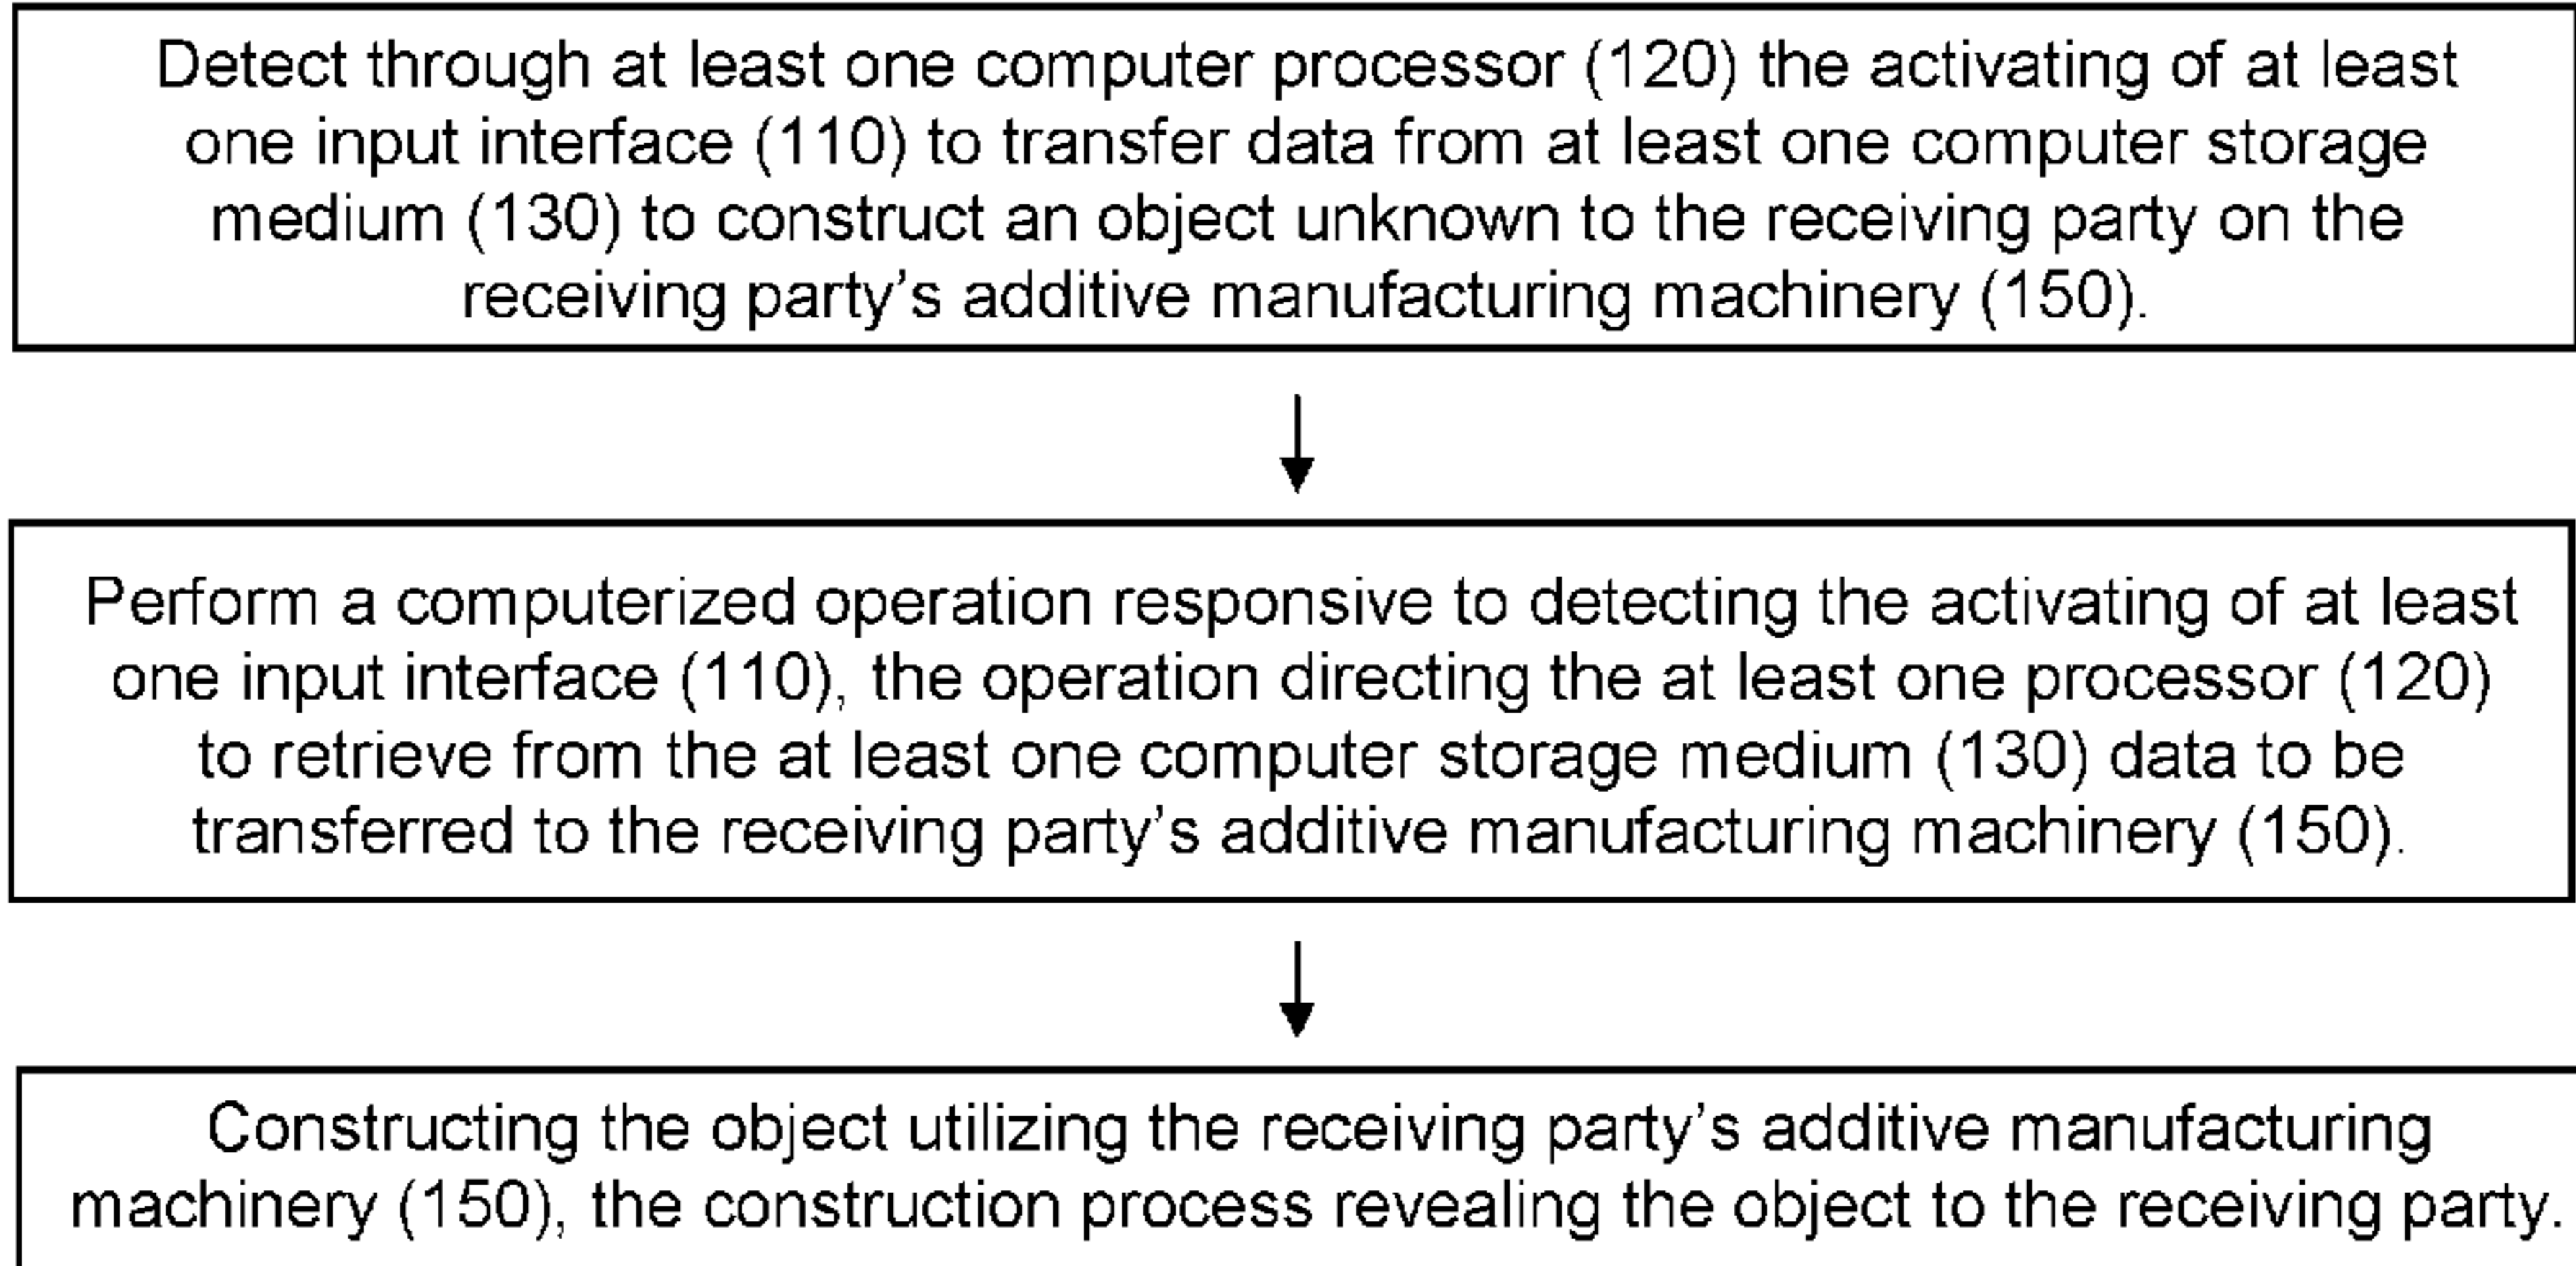 Detect through at least one computer processor (120) the activating of at least
one input interface (110) to transfer data from at least one computer storage
medium (130) to construct an object unknown to the receiving party on the
receiving party’s additive manufacturing machinery (150).
Perform a computerized operation responsive to detecting the activating of at least
one input interface (110), the operation directing the at least one processor (120)
to retrieve from the at least one computer storage medium (130) data to be
transferred to the receiving party’s additive manufacturing machinery (150).
Constructing the object utilizing the receiving party’s additive manufacturing
machinery (150), the construction process revealing the object to the receiving party.